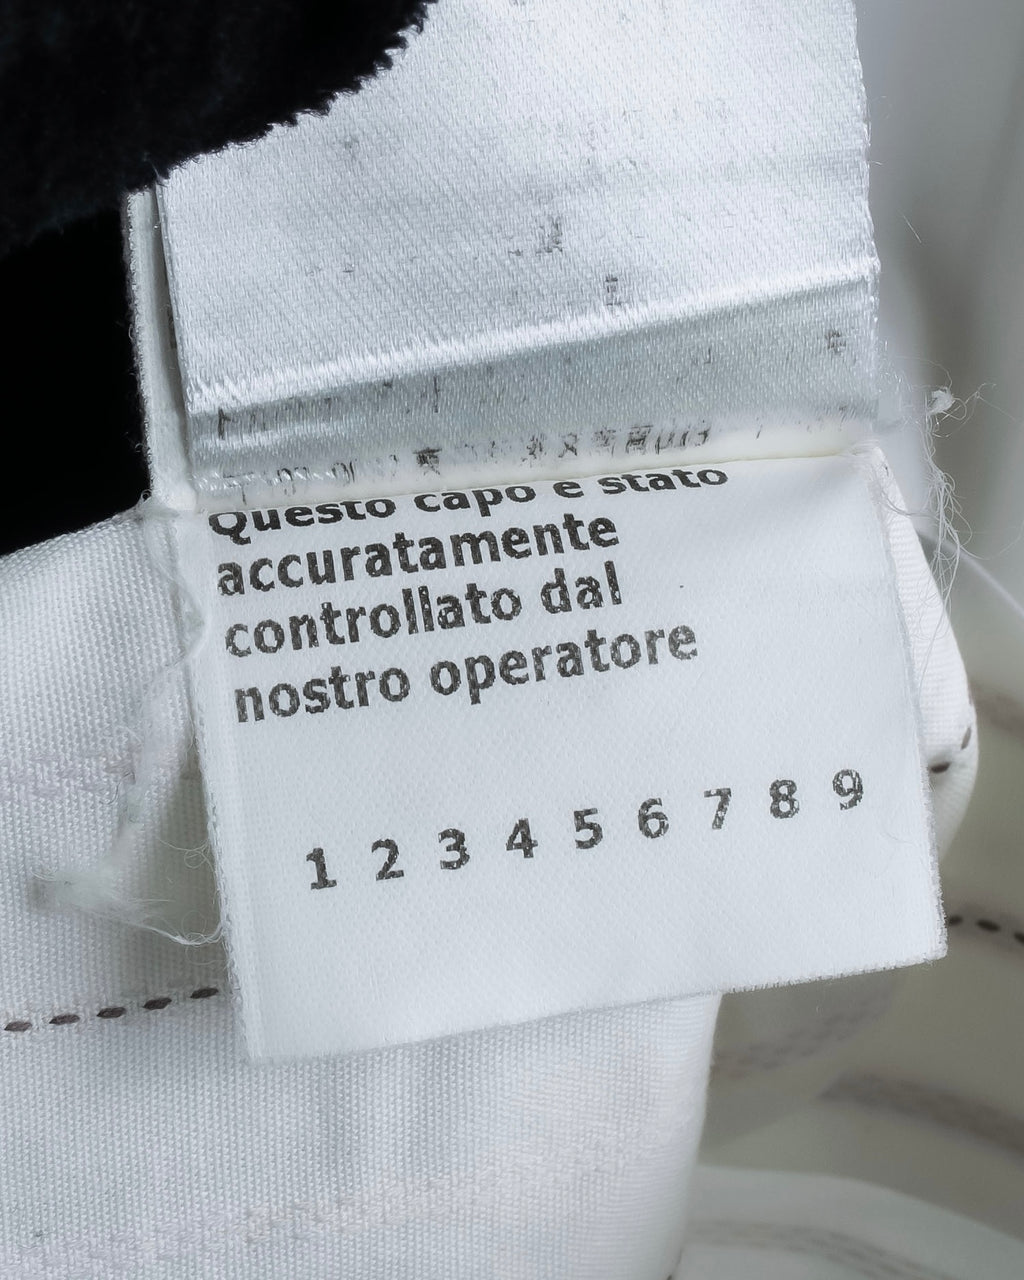 Questo capo e stato
accuratamente
controllato dal
nostro operatore
1 2 3 4 5 6 7 8 9